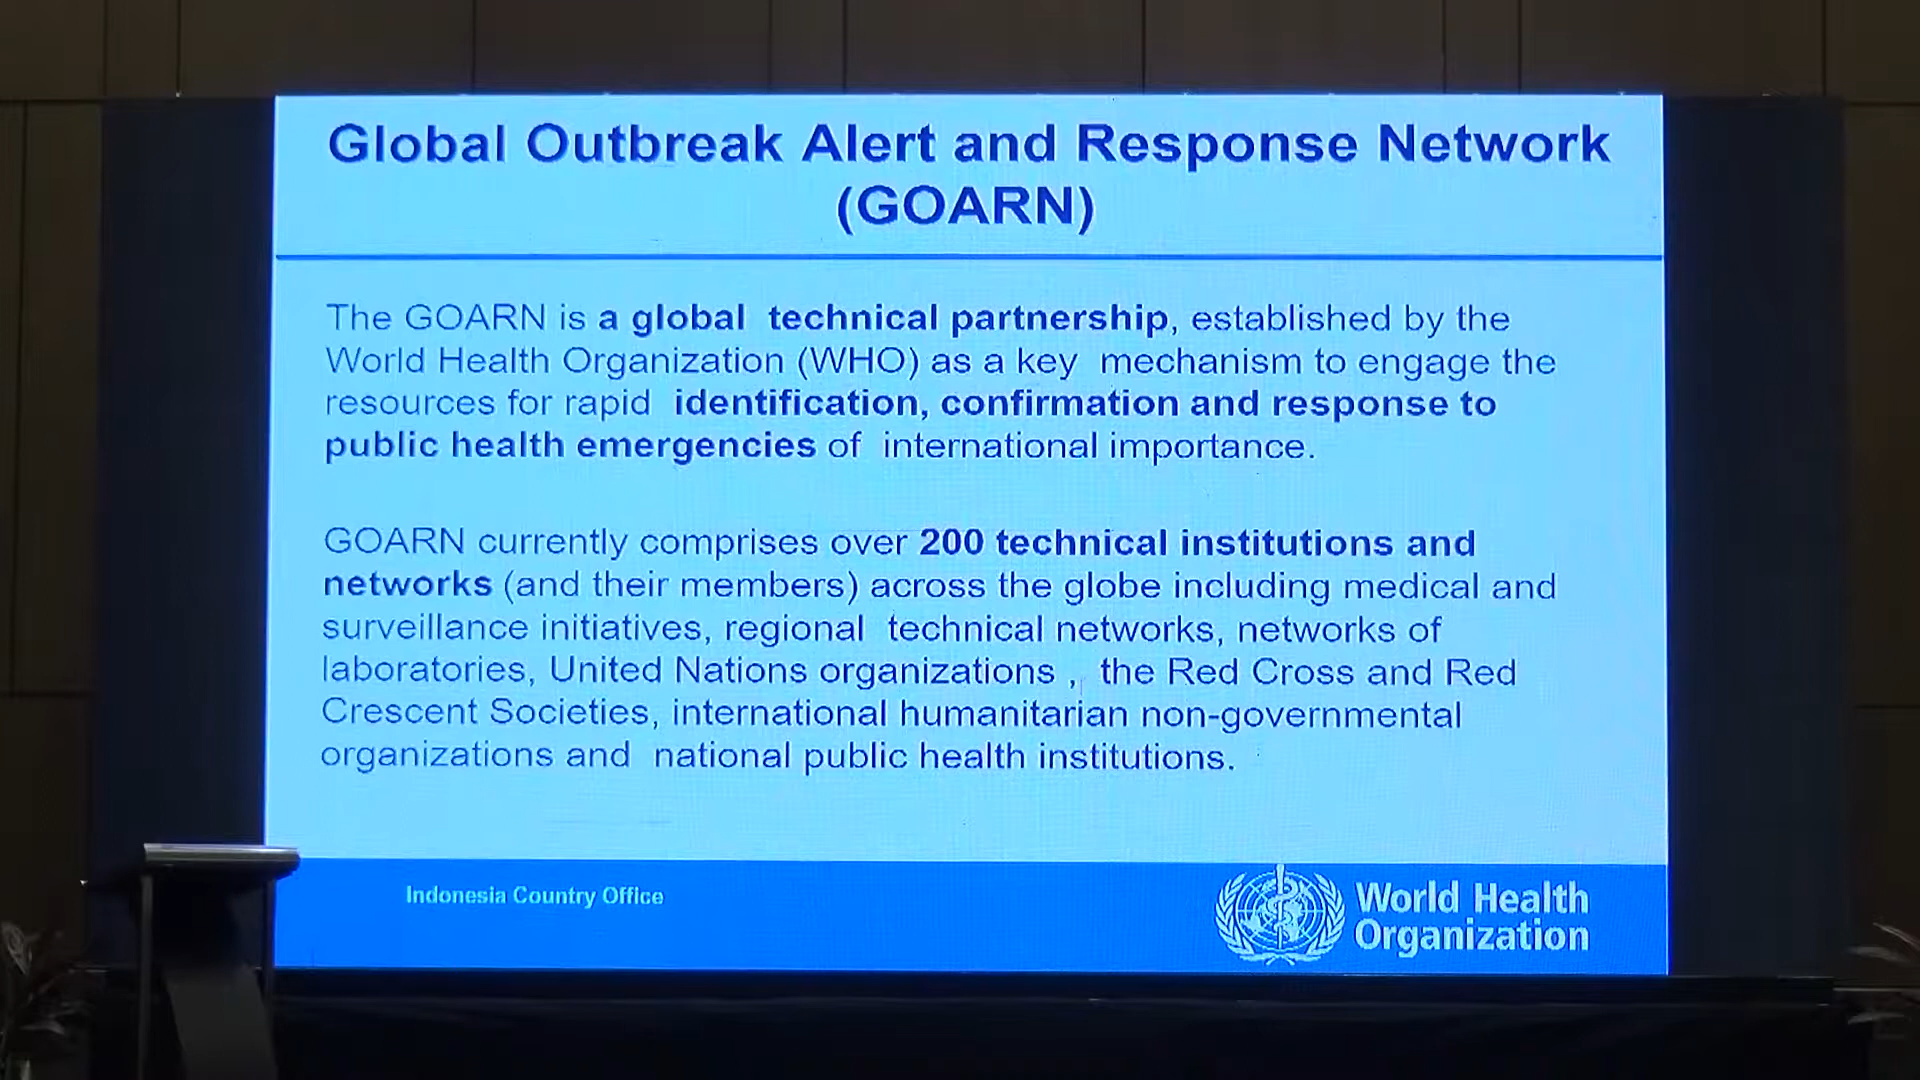 Global Outbreak Alert and Response Network
(GOARN)
The GOARN is a global technical partnership, established by the
World Health Organization (WHO) as a key mechanism to engage the
resources for rapid identification, confirmation and response to
public health emergencies of international importance.
GOARN currently comprises over 200 technical institutions and
networks (and their members) across the globe including medical and
surveillance initiatives, regional technical networks, networks of
laboratories, United Nations organizations , the Red Cross and Red
Crescent Societies, international humanitarian non-governmental
organizations and national public health institutions.
Indonesia Country Office
World Health
Organization